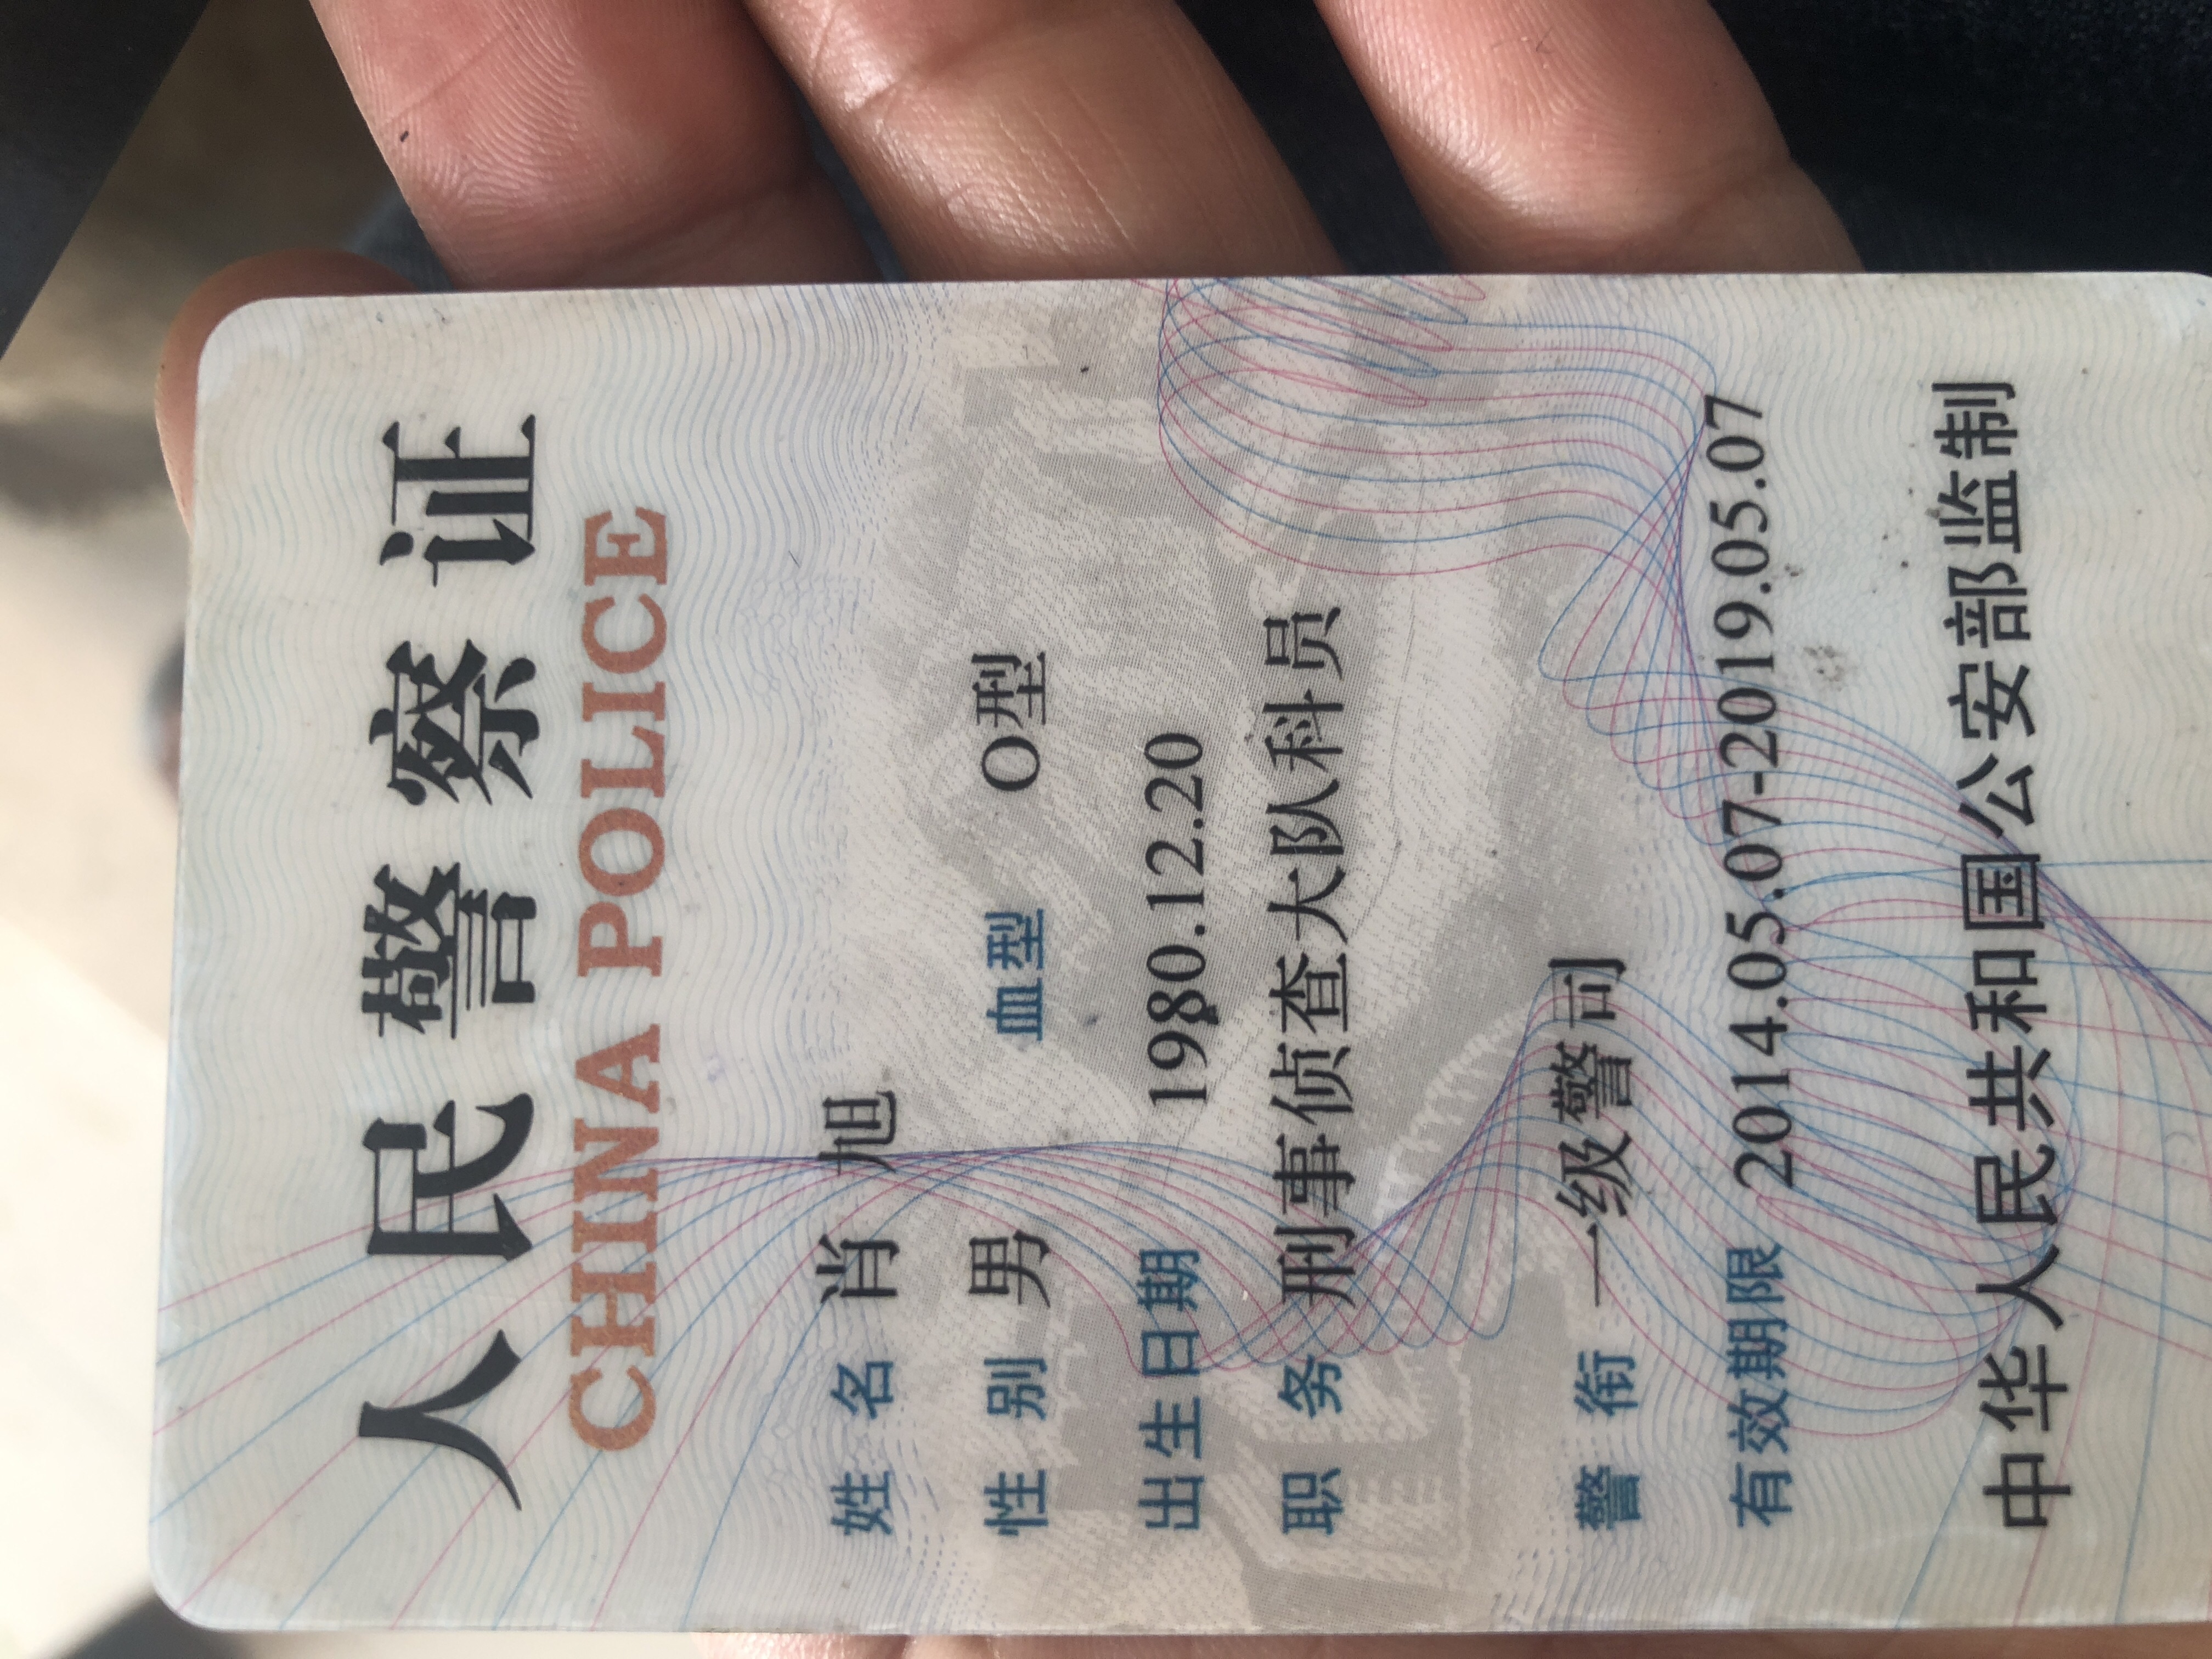 人民警察证
CHINA POLICE
姓名 肖旭
性别 男 血型 O型
出生日期 1980.12.20
职务 刑事侦查大队科员
警衔 一级警司
有效期限 2014.05.07-2019.05.07
中华人民共和国公安部监制